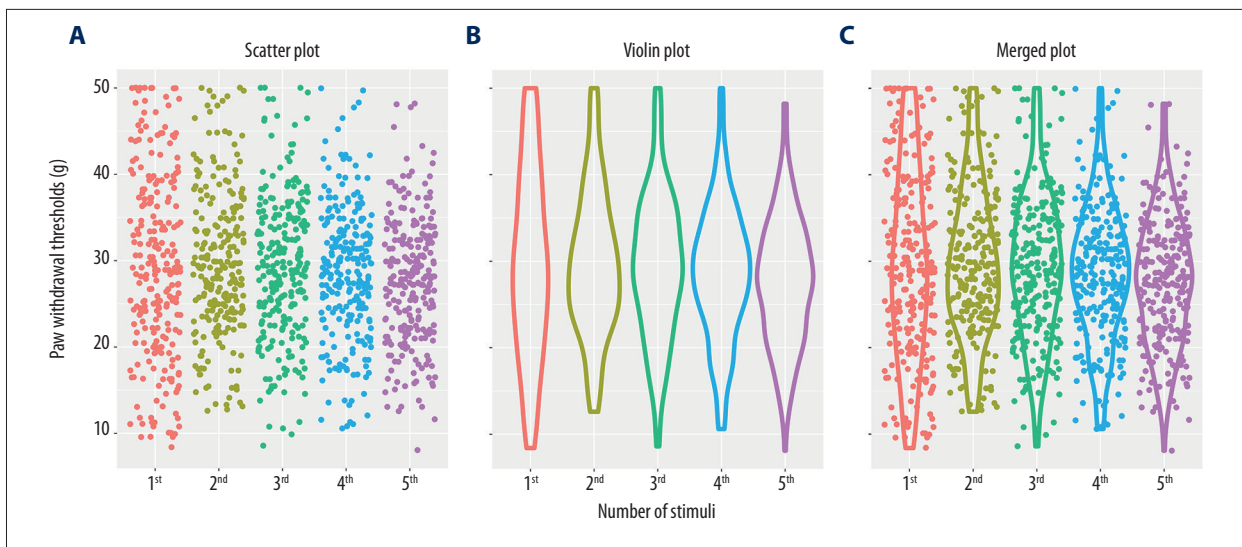 A B C
Scatter plot Violin plot Merged plot
Paw withdrawal thresholds (g)
50
40
30
20
10
1st 2nd 3rd 4th 5th 1st 2nd 3rd 4th 5th 1st 2nd 3rd 4th 5th
Number of stimuli